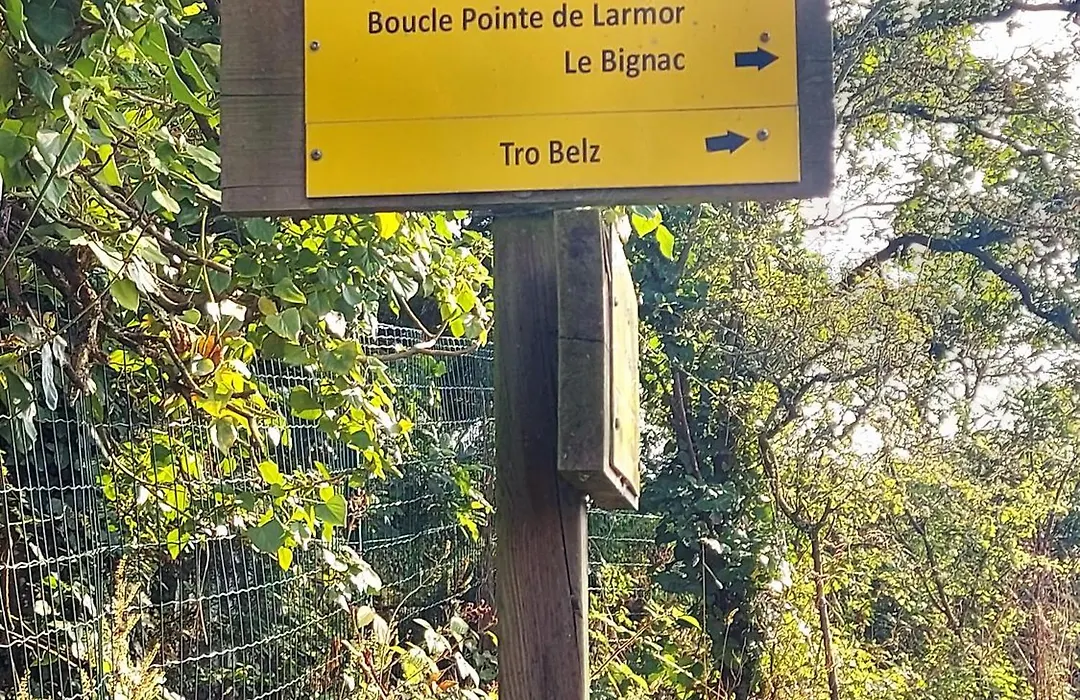 Boucle Pointe de Larmor
Le Bignac
Tro Belz